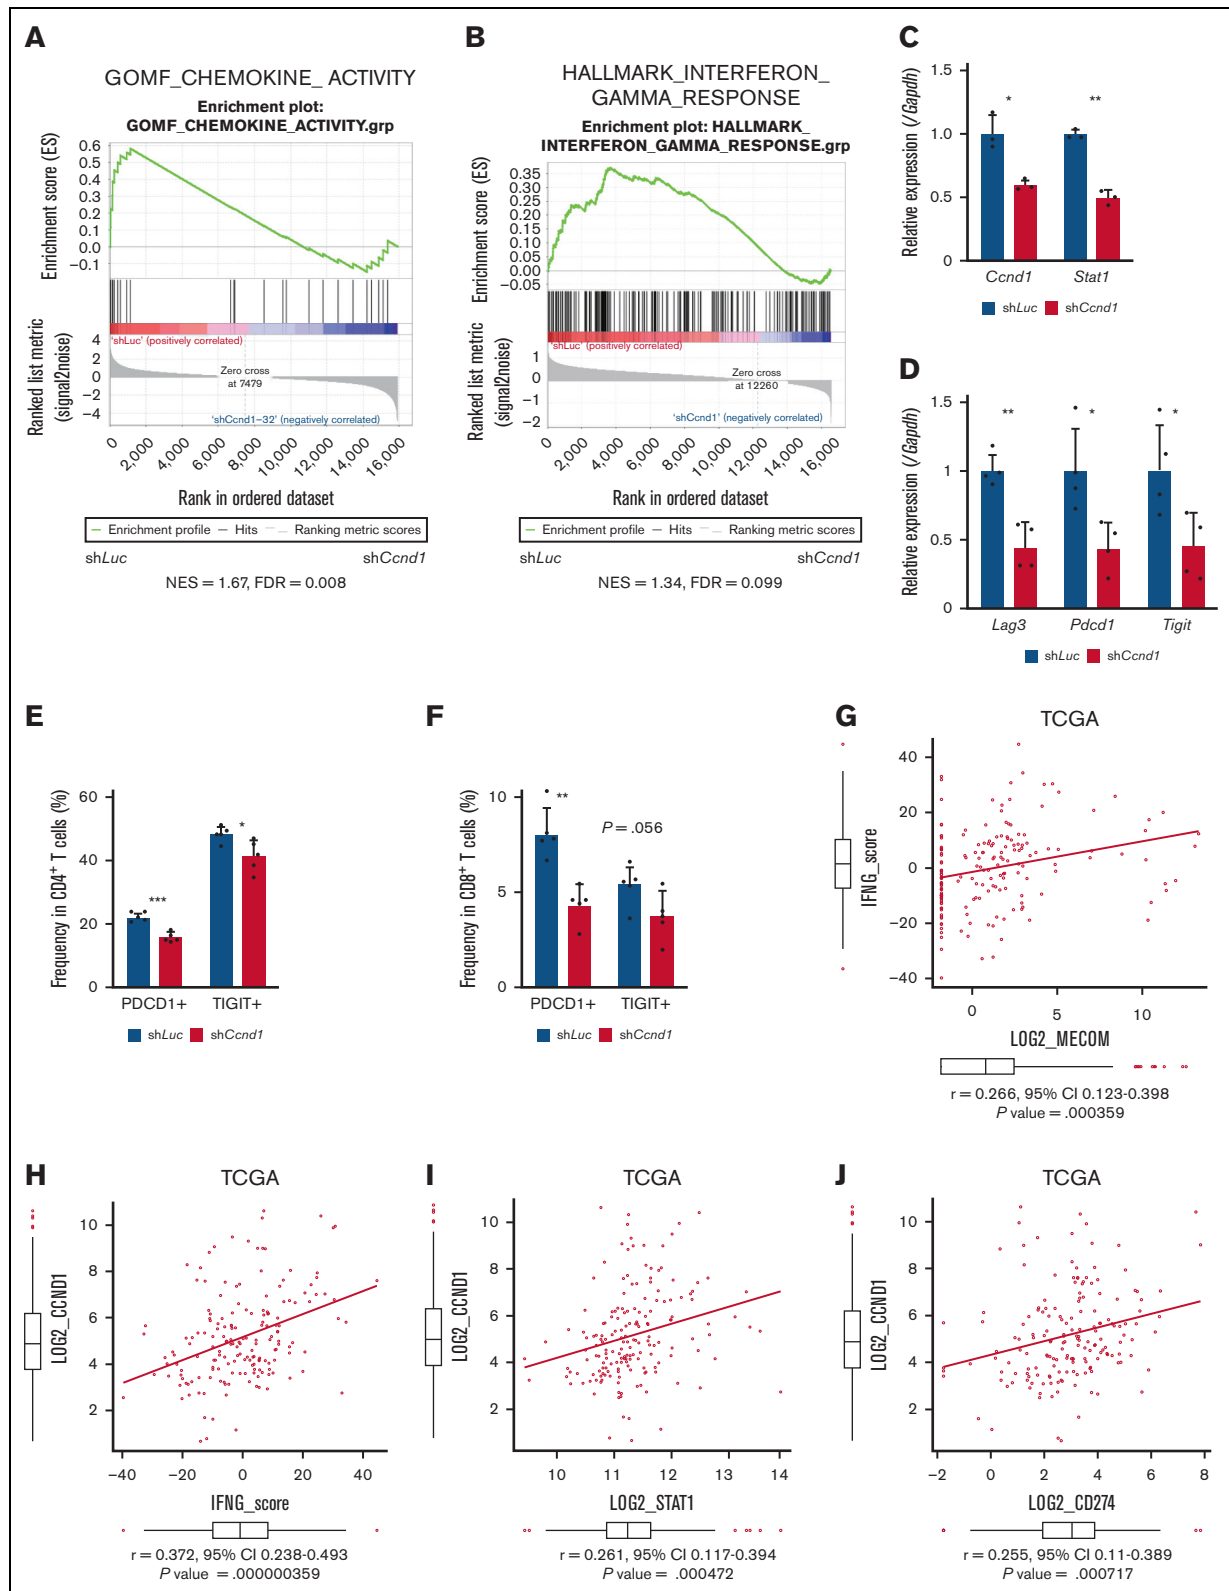 A
GOMF_CHEMOKINE_ ACTIVITY
Enrichment plot:
GOMF_CHEMOKINE_ACTIVITY.grp
Enrichment score (ES)
0.6
0.5
0.4
0.3
0.2
0.1
0.0
−0.1
'shLuc' (positively correlated)
Ranked list metric
(signal2noise)
4
2
0
−2
−4
Zero cross
at 7479
'shCcnd1−32' (negatively correlated)
0
2,000
4,000
6,000
8,000
10,000
12,000
14,000
16,000
Rank in ordered dataset
Enrichment profile
Hits
Ranking metric scores
shLuc
shCcnd1
NES = 1.67, FDR = 0.008
B
HALLMARK_INTERFERON_
GAMMA_RESPONSE
Enrichment plot: HALLMARK_
INTERFERON_GAMMA_RESPONSE.grp
Enrichment score (ES)
0.35
0.30
0.25
0.20
0.15
0.10
0.05
0.00
−0.05
'shLuc' (positively correlated)
Ranked list metric
(signal2noise)
1
0
−1
−2
Zero cross
at 12260
'shCcnd1' (negatively correlated)
0
2,000
4,000
6,000
8,000
10,000
12,000
14,000
16,000
Rank in ordered dataset
Enrichment profile
Hits
Ranking metric scores
shLuc
shCcnd1
NES = 1.34, FDR = 0.099
C
Relative expression (/Gapdh)
1.5
1.0
0.5
0
*
**
Ccnd1
Stat1
shLuc
shCcnd1
D
Relative expression (/Gapdh)
1.5
1
0.5
0
**
*
*
Lag3
Pdcd1
Tigit
shLuc
shCcnd1
E
Frequency in CD4+ T cells (%)
60
40
20
0
***
*
PDCD1+
TIGIT+
shLuc
shCcnd1
F
Frequency in CD8+ T cells (%)
10
5
0
**
P = .056
PDCD1+
TIGIT+
shLuc
shCcnd1
G
TCGA
IFNG_score
40
20
0
−20
−40
0
5
10
LOG2_MECOM
r = 0.266, 95% CI 0.123-0.398
P value = .000359
H
TCGA
LOG2_CCND1
10
8
6
4
2
−40
−20
0
20
40
IFNG_score
r = 0.372, 95% CI 0.238-0.493
P value = .000000359
I
TCGA
LOG2_CCND1
10
8
6
4
2
10
11
12
13
14
LOG2_STAT1
r = 0.261, 95% CI 0.117-0.394
P value = .000472
J
TCGA
LOG2_CCND1
10
8
6
4
2
−2
0
2
4
6
8
LOG2_CD274
r = 0.255, 95% CI 0.11-0.389
P value = .000717